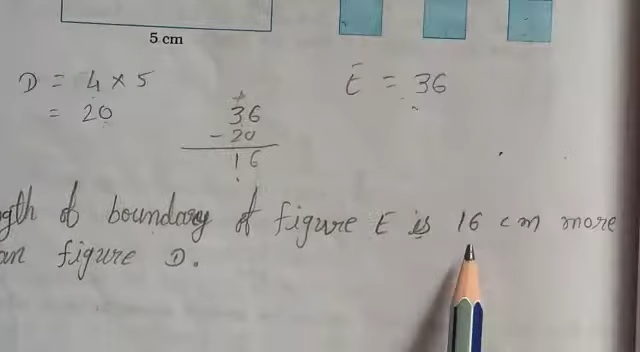 5 cm
D = 4 × 5
= 20
E = 36
36
- 20
16
gth of boundary of figure E is 16 cm more
an figure D.